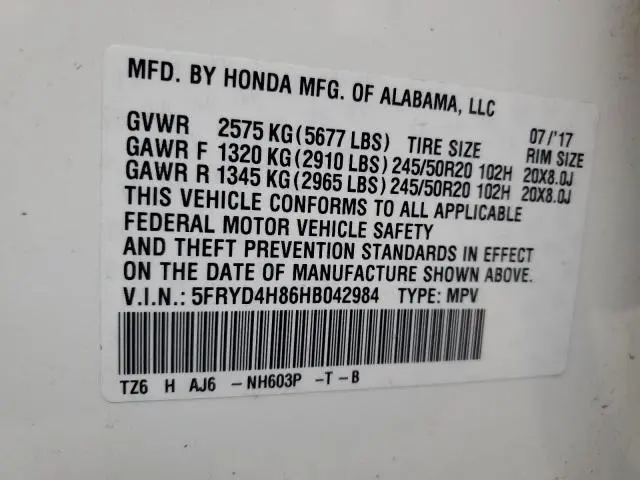 MFD. BY HONDA MFG. OF ALABAMA, LLC
07/'17
GVWR 2575 KG(5677 LBS) TIRE SIZE RIM SIZE
GAWR F 1320 KG(2910 LBS) 245/50R20 102H 20X8.0J
GAWR R 1345 KG(2965 LBS) 245/50R20 102H 20X8.0J
THIS VEHICLE CONFORMS TO ALL APPLICABLE
FEDERAL MOTOR VEHICLE SAFETY
AND THEFT PREVENTION STANDARDS IN EFFECT
ON THE DATE OF MANUFACTURE SHOWN ABOVE.
V.I.N.: 5FRYD4H86HB042984 TYPE: MPV
TZ6 H AJ6 -NH603P -T-B